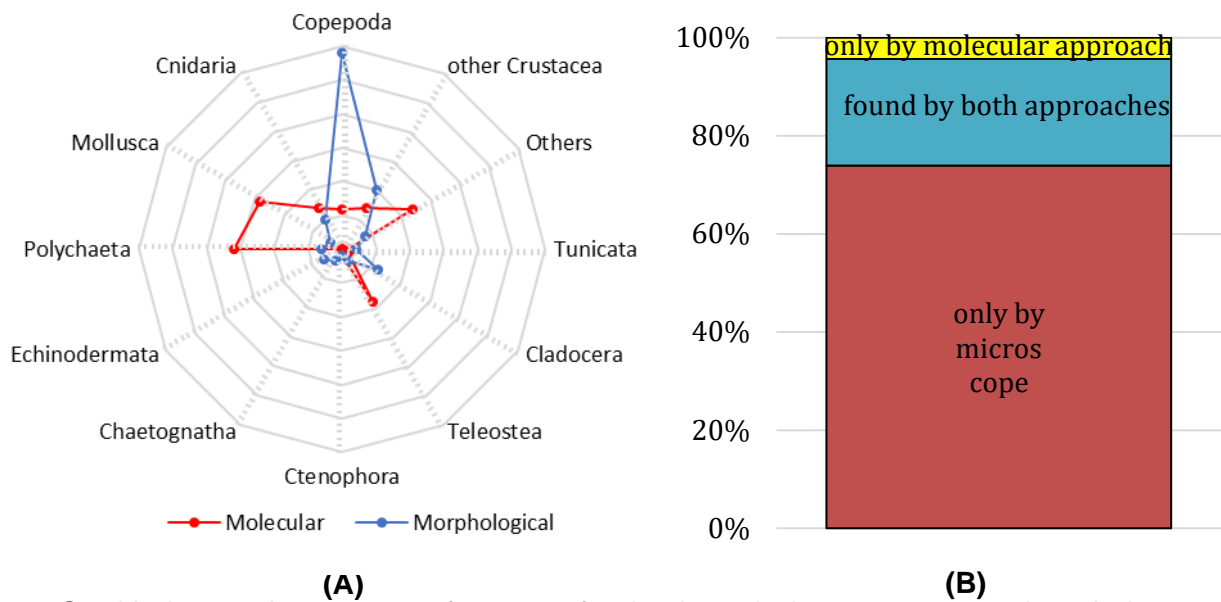 Copepoda
other Crustacea
Others
Tunicata
Cladocera
Teleostea
Ctenophora
Chaetognatha
Echinodermata
Polychaeta
Mollusca
Cnidaria
Molecular
Morphological
(A)
100%
80%
60%
40%
20%
0%
only by molecular approach
found by both approaches
only by
micros
cope
(B)